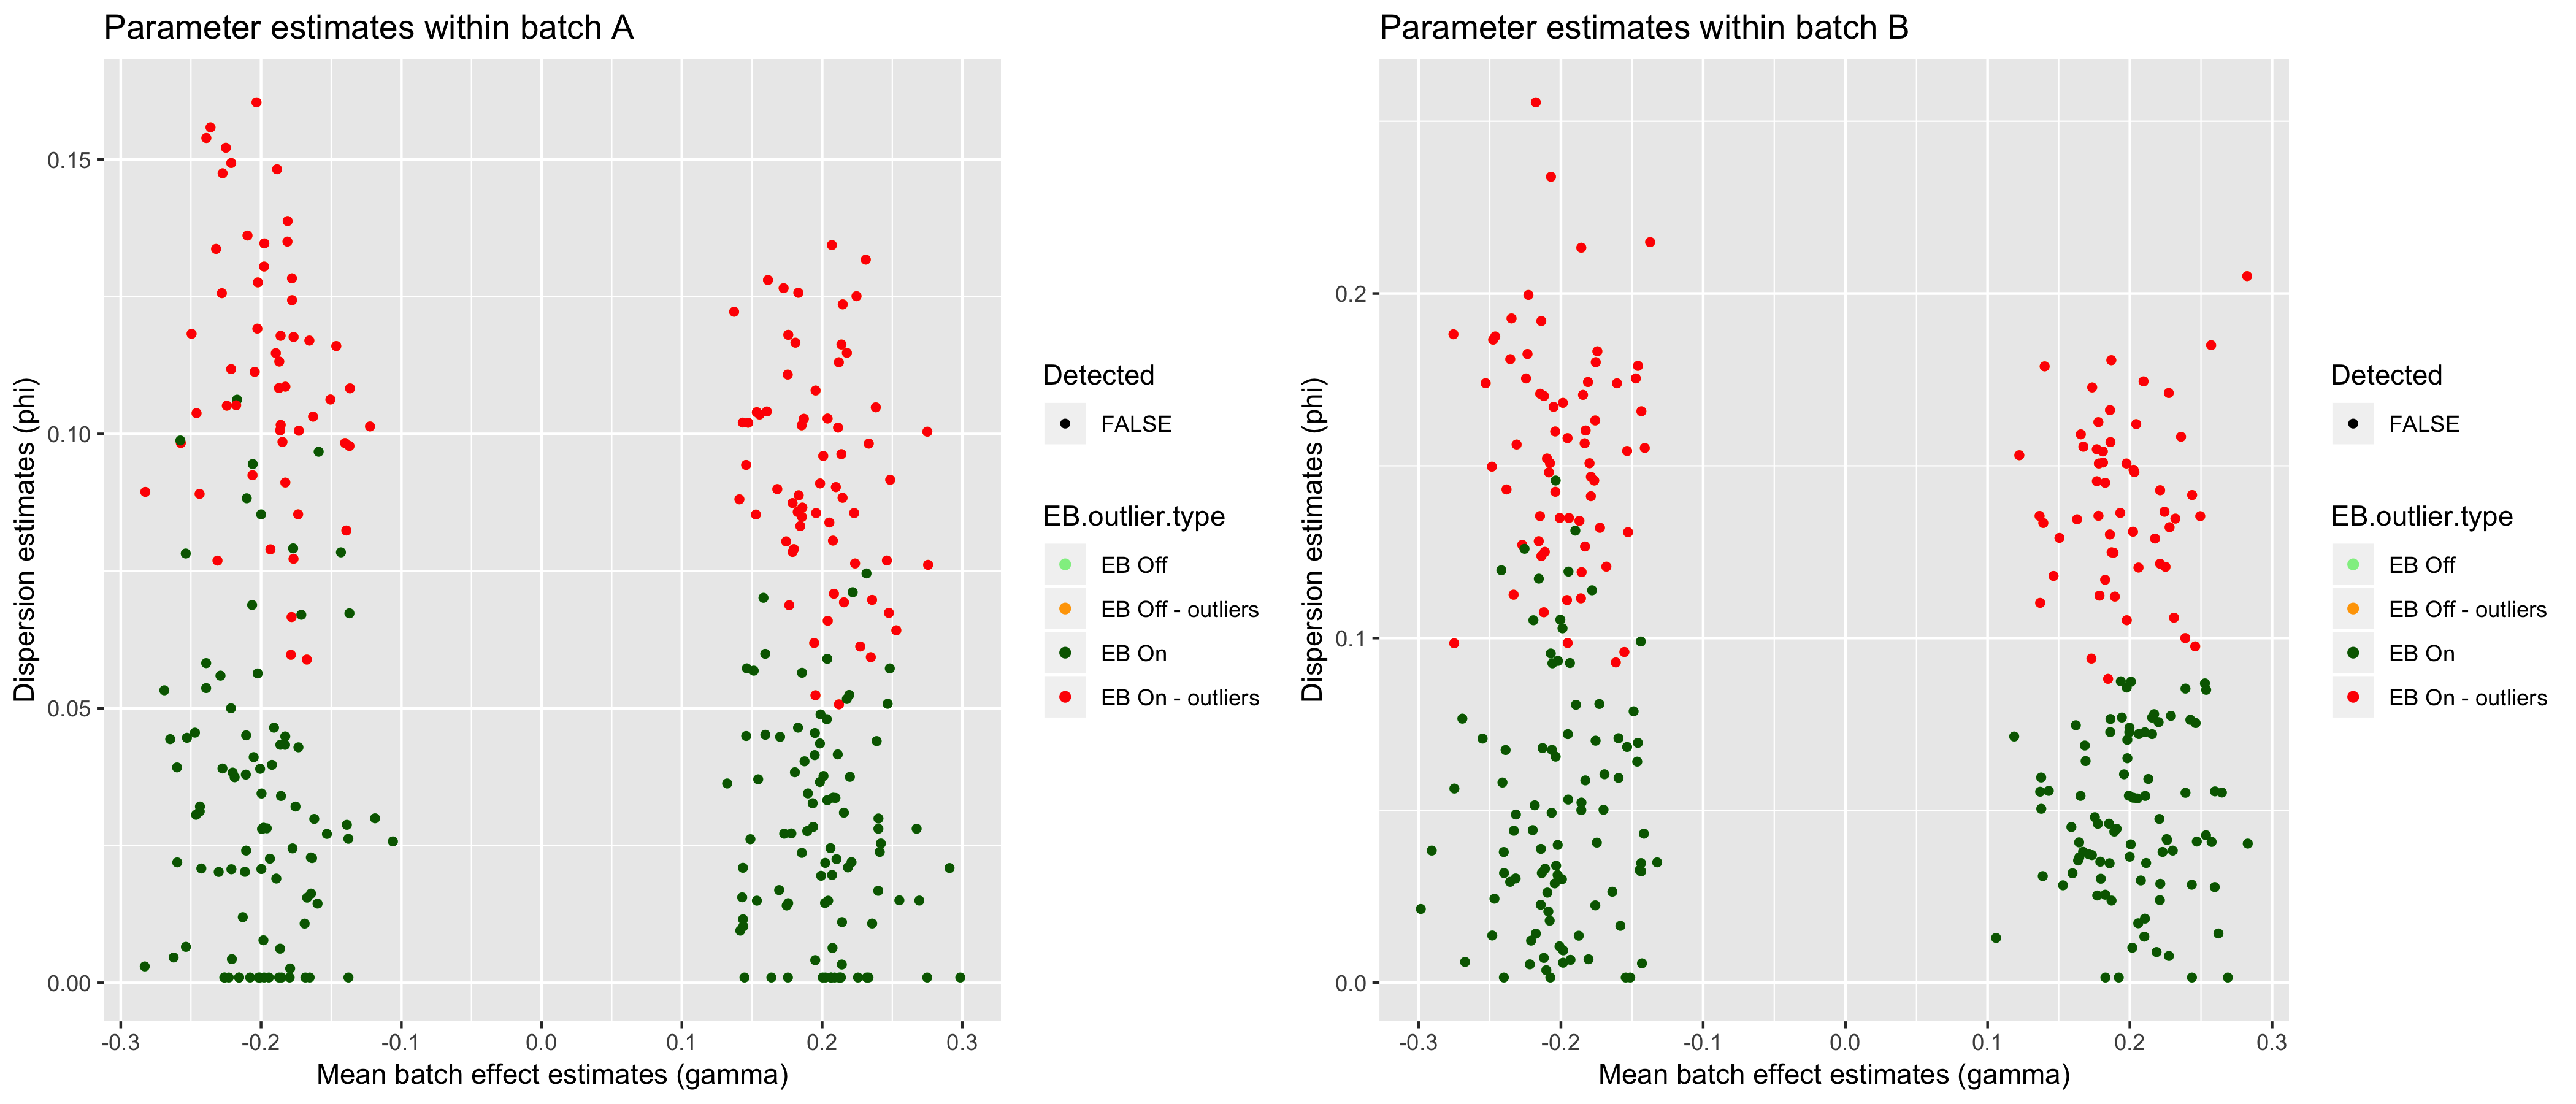 Parameter estimates within batch A
Dispersion estimates (phi)
0.15
0.10
0.05
0.00
-0.3
-0.2
-0.1
0.0
0.1
0.2
0.3
Mean batch effect estimates (gamma)
Detected
FALSE
EB.outlier.type
EB Off
EB Off - outliers
EB On
EB On - outliers
Parameter estimates within batch B
Dispersion estimates (phi)
0.2
0.1
0.0
-0.3
-0.2
-0.1
0.0
0.1
0.2
0.3
Mean batch effect estimates (gamma)
Detected
FALSE
EB.outlier.type
EB Off
EB Off - outliers
EB On
EB On - outliers